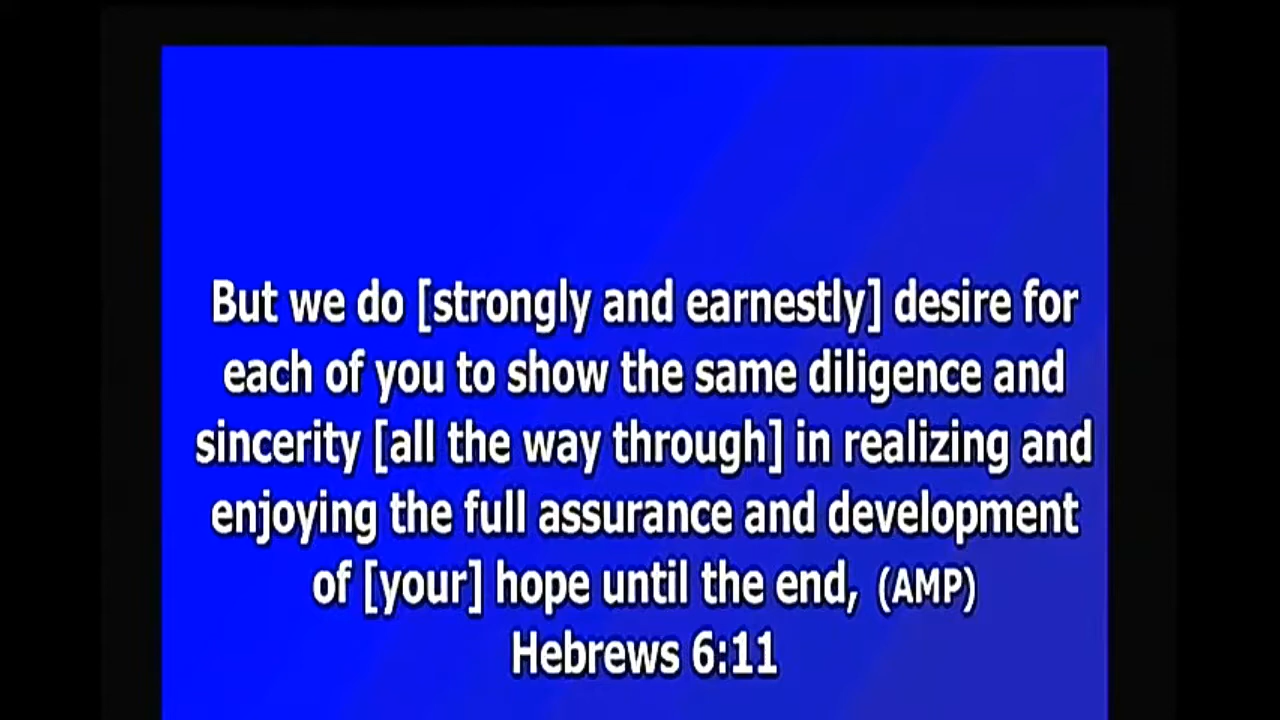 But we do [strongly and earnestly] desire for
each of you to show the same diligence and
sincerity [all the way through] in realizing and
enjoying the full assurance and development
of [your] hope until the end, (AMP)
Hebrews 6:11